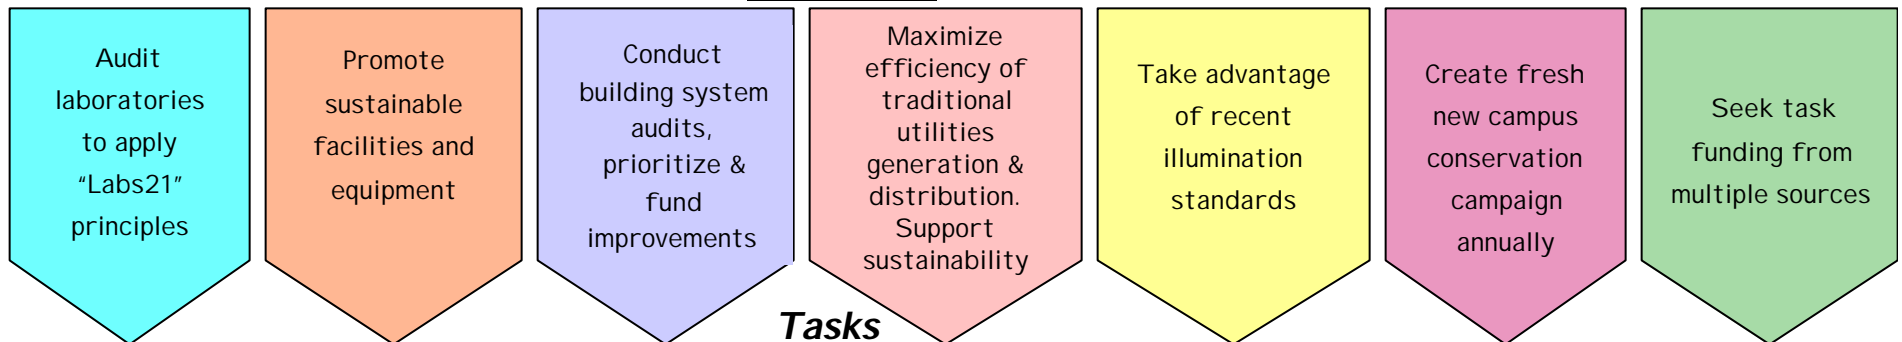 Audit
laboratories
to apply
“Labs21”
principles
Promote
sustainable
facilities and
equipment
Conduct
building system
audits,
prioritize &
fund
improvements
Maximize
efficiency of
traditional
utilities
generation &
distribution.
Support
sustainability
Take advantage
of recent
illumination
standards
Create fresh
new campus
conservation
campaign
annually
Seek task
funding from
multiple sources
Tasks